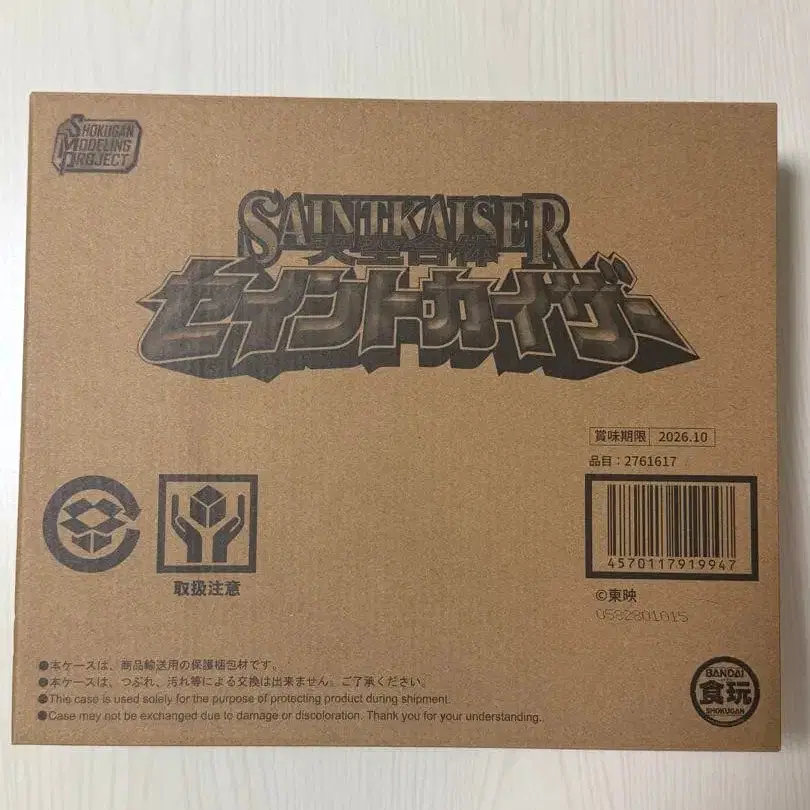 SHOKUGAN
MODELING
PROJECT
SAINTKAISER
天空合体
セイントカイザー
賞味期限 2026.10
品目：2761617
4570117919947
©東映
0582801015
取扱注意
●本ケースは、商品輸送用の保護梱包材です。
●本ケースは、つぶれ、汚れ等による交換は出来ません。ご了承ください。
●This case is used solely for the purpose of protecting product during shipment.
●Case may not be exchanged due to damage or discoloration. Thank you for your understanding..
BANDAI
食玩
SHOKUGAN